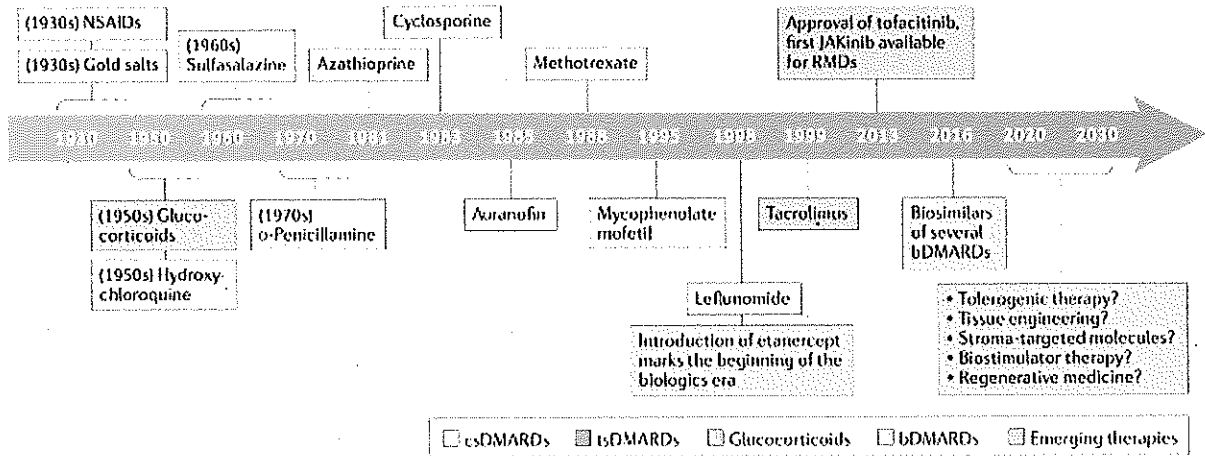 (1930s) NSAIDs
(1930s) Gold salts
(1960s)
Sulfasalazine
Azathioprine
Cyclosporine
Methotrexate
Approval of tofacitinib,
first JAKinib available
for RMDs
1950 1960 1970 1981 1983 1985 1988 1995 1998 1999 2013 2016 2020 2030
(1950s) Gluco-
corticoids
(1950s) Hydroxy-
chloroquine
(1970s)
D-Penicillamine
Auranofin
Mycophenolate
mofetil
Leflunomide
Introduction of etanercept
marks the beginning of the
biologics era
Tacrolimus
Biosimilars
of several
bDMARDs
• Tolerogenic therapy?
• Tissue engineering?
• Stroma-targeted molecules?
• Biostimulator therapy?
• Regenerative medicine?
csDMARDs tsDMARDs Glucocorticoids bDMARDs Emerging therapies